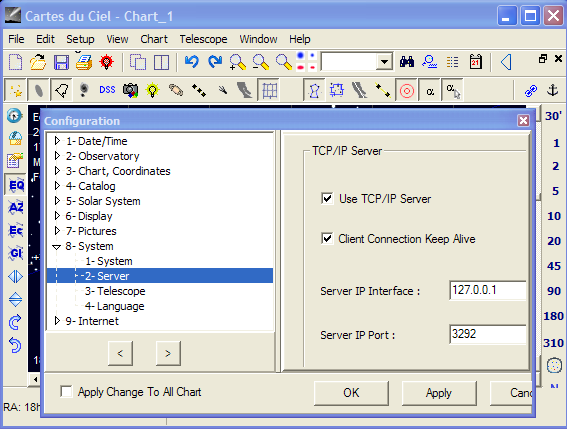 Cartes du Ciel - Chart_1
File Edit Setup View Chart Telescope Window Help
DSS
21
α α
Configuration
30'
1
2
5
10
20
45
90
180
310
N
EQ
AZ
Ec
Gl
1- Date/Time
2- Observatory
3- Chart, Coordinates
4- Catalog
5- Solar System
6- Display
7- Pictures
8- System
1- System
2- Server
3- Telescope
4- Language
9- Internet
< >
TCP/IP Server
Use TCP/IP Server
Client Connection Keep Alive
Server IP Interface : 127.0.0.1
Server IP Port : 3292
Apply Change To All Chart
OK Apply Canc
RA: 18h